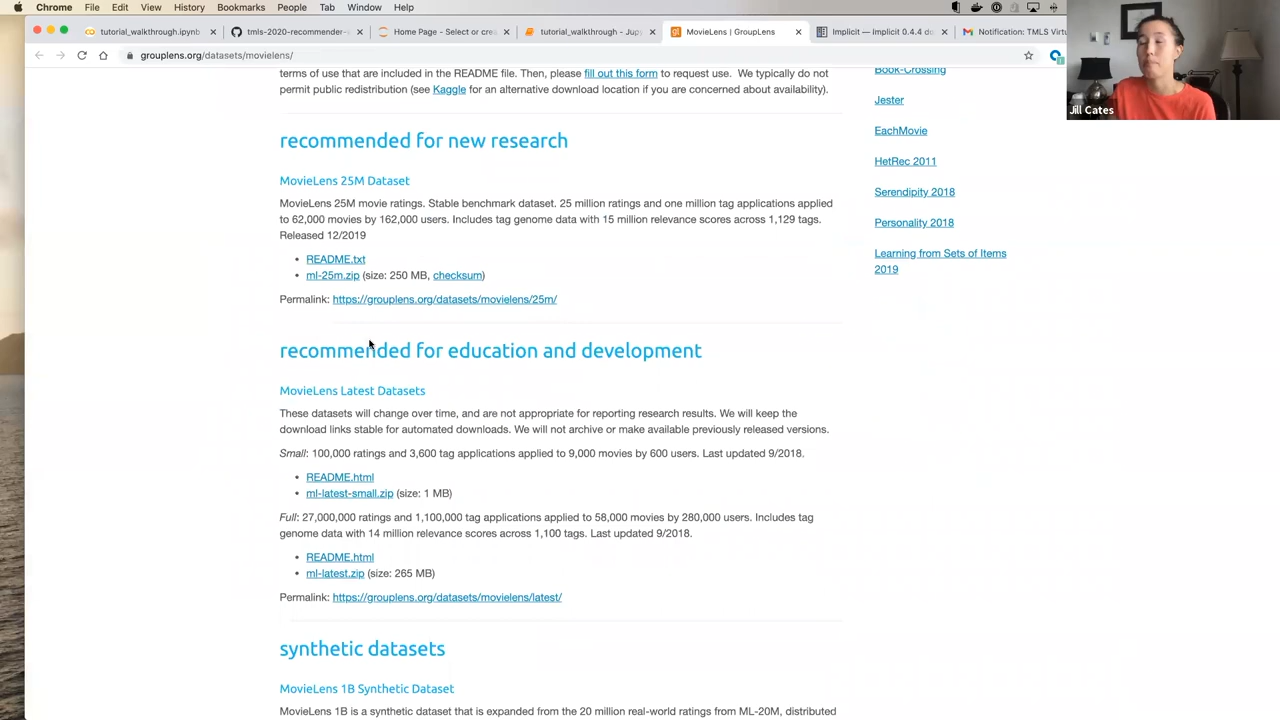 Chrome File Edit View History Bookmarks People Tab Window Help
tutorial_walkthrough.ipynb
tmls-2020-recommender-
Home Page - Select or cre
tutorial_walkthrough - Jup
MovieLens | GroupLens
Implicit — Implicit 0.4.4 do
Notification: TMLS Virtu
grouplens.org/datasets/movielens/
terms of use that are included in the README file. Then, please fill out this form to request use. We typically do
permit public redistribution (see Kaggle for an alternative download location if you are concerned about availability).
recommended for new research
MovieLens 25M Dataset
MovieLens 25M movie ratings. Stable benchmark dataset. 25 million ratings and one million tag applications applied
to 62,000 movies by 162,000 users. Includes tag genome data with 15 million relevance scores across 1,129 tags.
Released 12/2019
• README.txt
• ml-25m.zip (size: 250 MB, checksum)
Permalink: https://grouplens.org/datasets/movielens/25m/
recommended for education and development
MovieLens Latest Datasets
These datasets will change over time, and are not appropriate for reporting research results. We will keep the
download links stable for automated downloads. We will not archive or make available previously released versions.
Small: 100,000 ratings and 3,600 tag applications applied to 9,000 movies by 600 users. Last updated 9/2018.
• README.html
• ml-latest-small.zip (size: 1 MB)
Full: 27,000,000 ratings and 1,100,000 tag applications applied to 58,000 movies by 280,000 users. Includes tag
genome data with 14 million relevance scores across 1,100 tags. Last updated 9/2018.
• README.html
• ml-latest.zip (size: 265 MB)
Permalink: https://grouplens.org/datasets/movielens/latest/
synthetic datasets
MovieLens 1B Synthetic Dataset
MovieLens 1B is a synthetic dataset that is expanded from the 20 million real-world ratings from ML-20M, distributed
Book-Crossing
Jester
EachMovie
HetRec 2011
Serendipity 2018
Personality 2018
Learning from Sets of Items
2019
Jill Cates